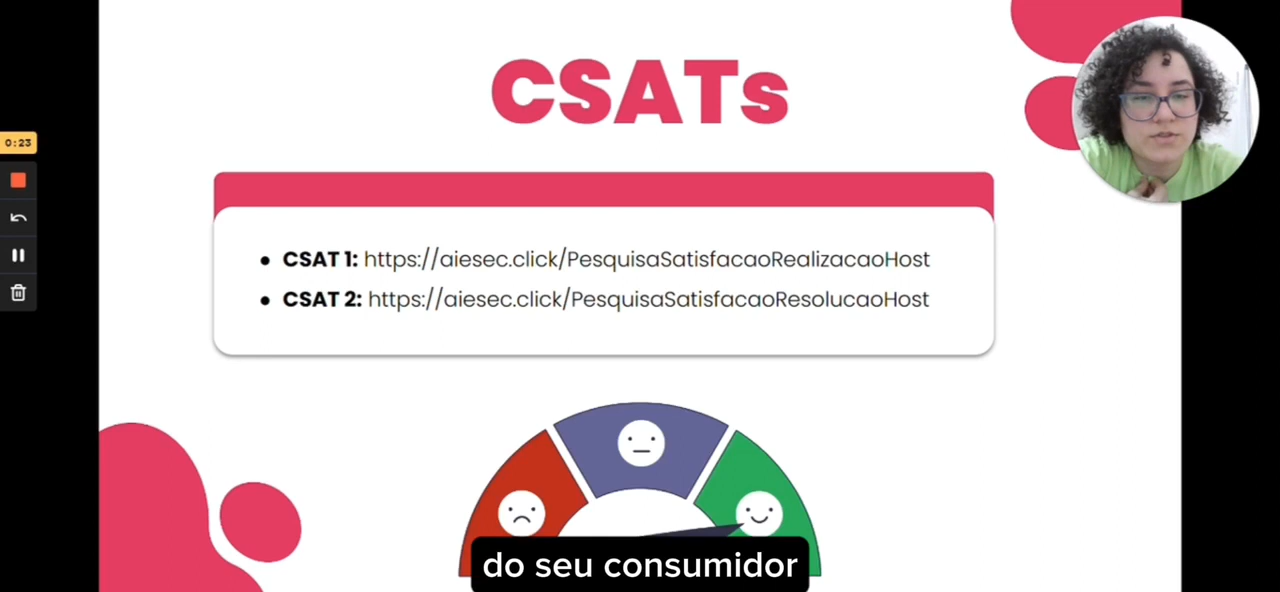 CSATs
0:23
CSAT 1: https://aiesec.click/PesquisaSatisfacaoRealizacaoHost
CSAT 2: https://aiesec.click/PesquisaSatisfacaoResolucaoHost
do seu consumidor